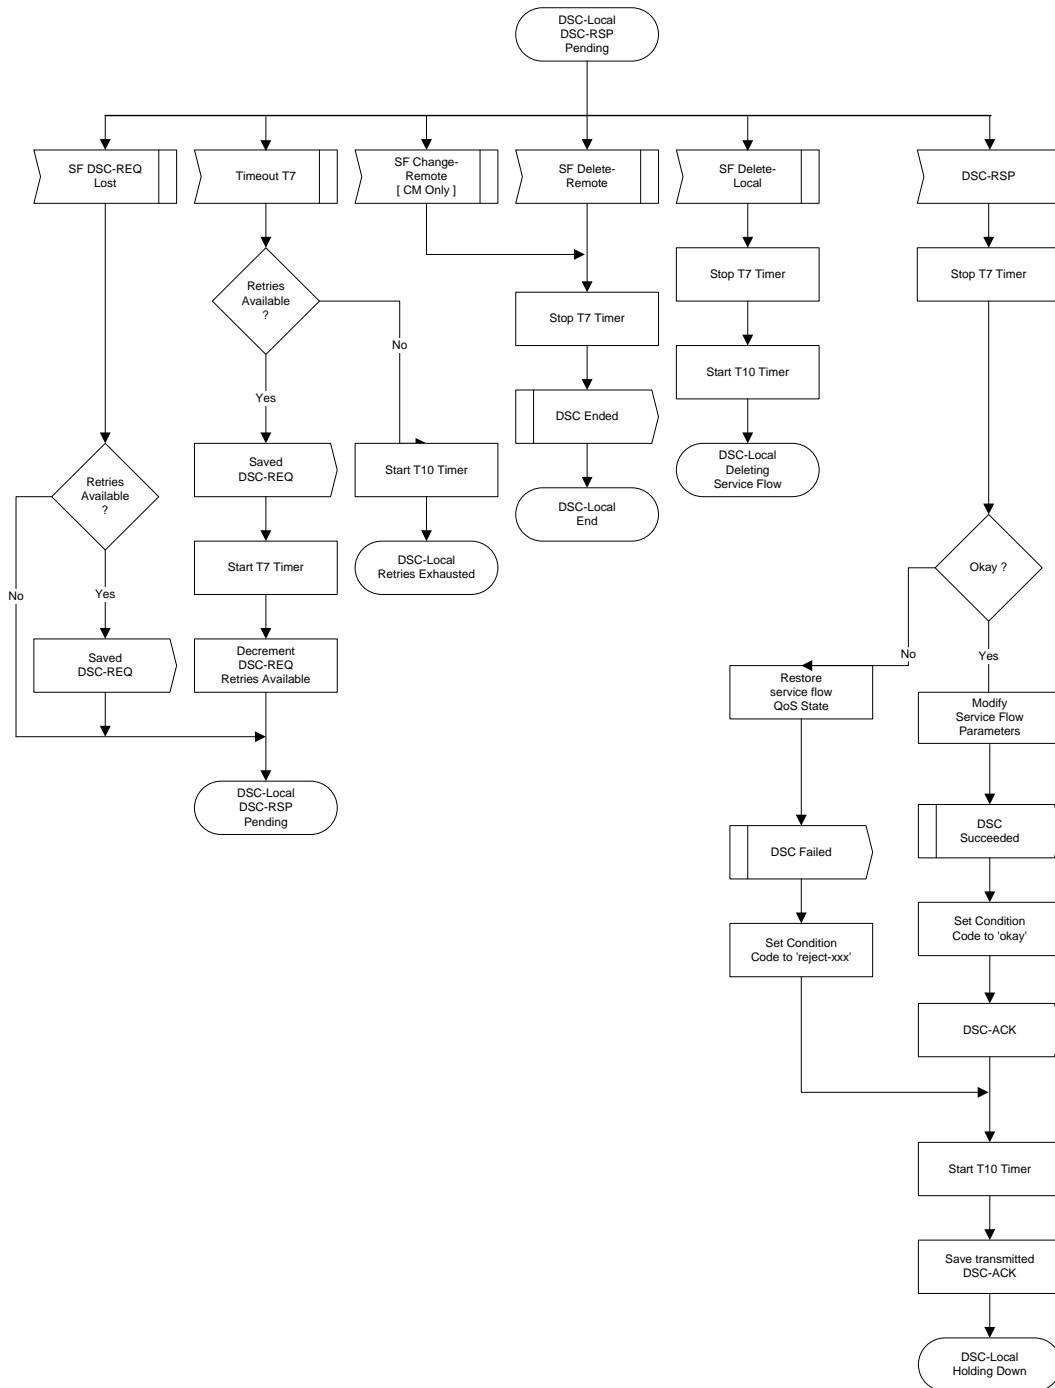 DSC-Local
DSC-RSP
Pending
SF DSC-REQ
Lost
Timeout T7
SF Change-
Remote
[ CM Only ]
SF Delete-
Remote
SF Delete-
Local
DSC-RSP
Retries
Available
?
No
Yes
Stop T7 Timer
Stop T7 Timer
Stop T7 Timer
Start T10 Timer
DSC Ended
DSC-Local
Deleting
Service Flow
DSC-Local
End
Saved
DSC-REQ
Start T10 Timer
DSC-Local
Retries Exhausted
Start T7 Timer
Decrement
DSC-REQ
Retries Available
Retries
Available
?
No
Yes
Saved
DSC-REQ
DSC-Local
DSC-RSP
Pending
Okay ?
No
Yes
Restore
service flow
QoS State
DSC Failed
Set Condition
Code to 'reject-xxx'
Modify
Service Flow
Parameters
DSC
Succeeded
Set Condition
Code to 'okay'
DSC-ACK
Start T10 Timer
Save transmitted
DSC-ACK
DSC-Local
Holding Down